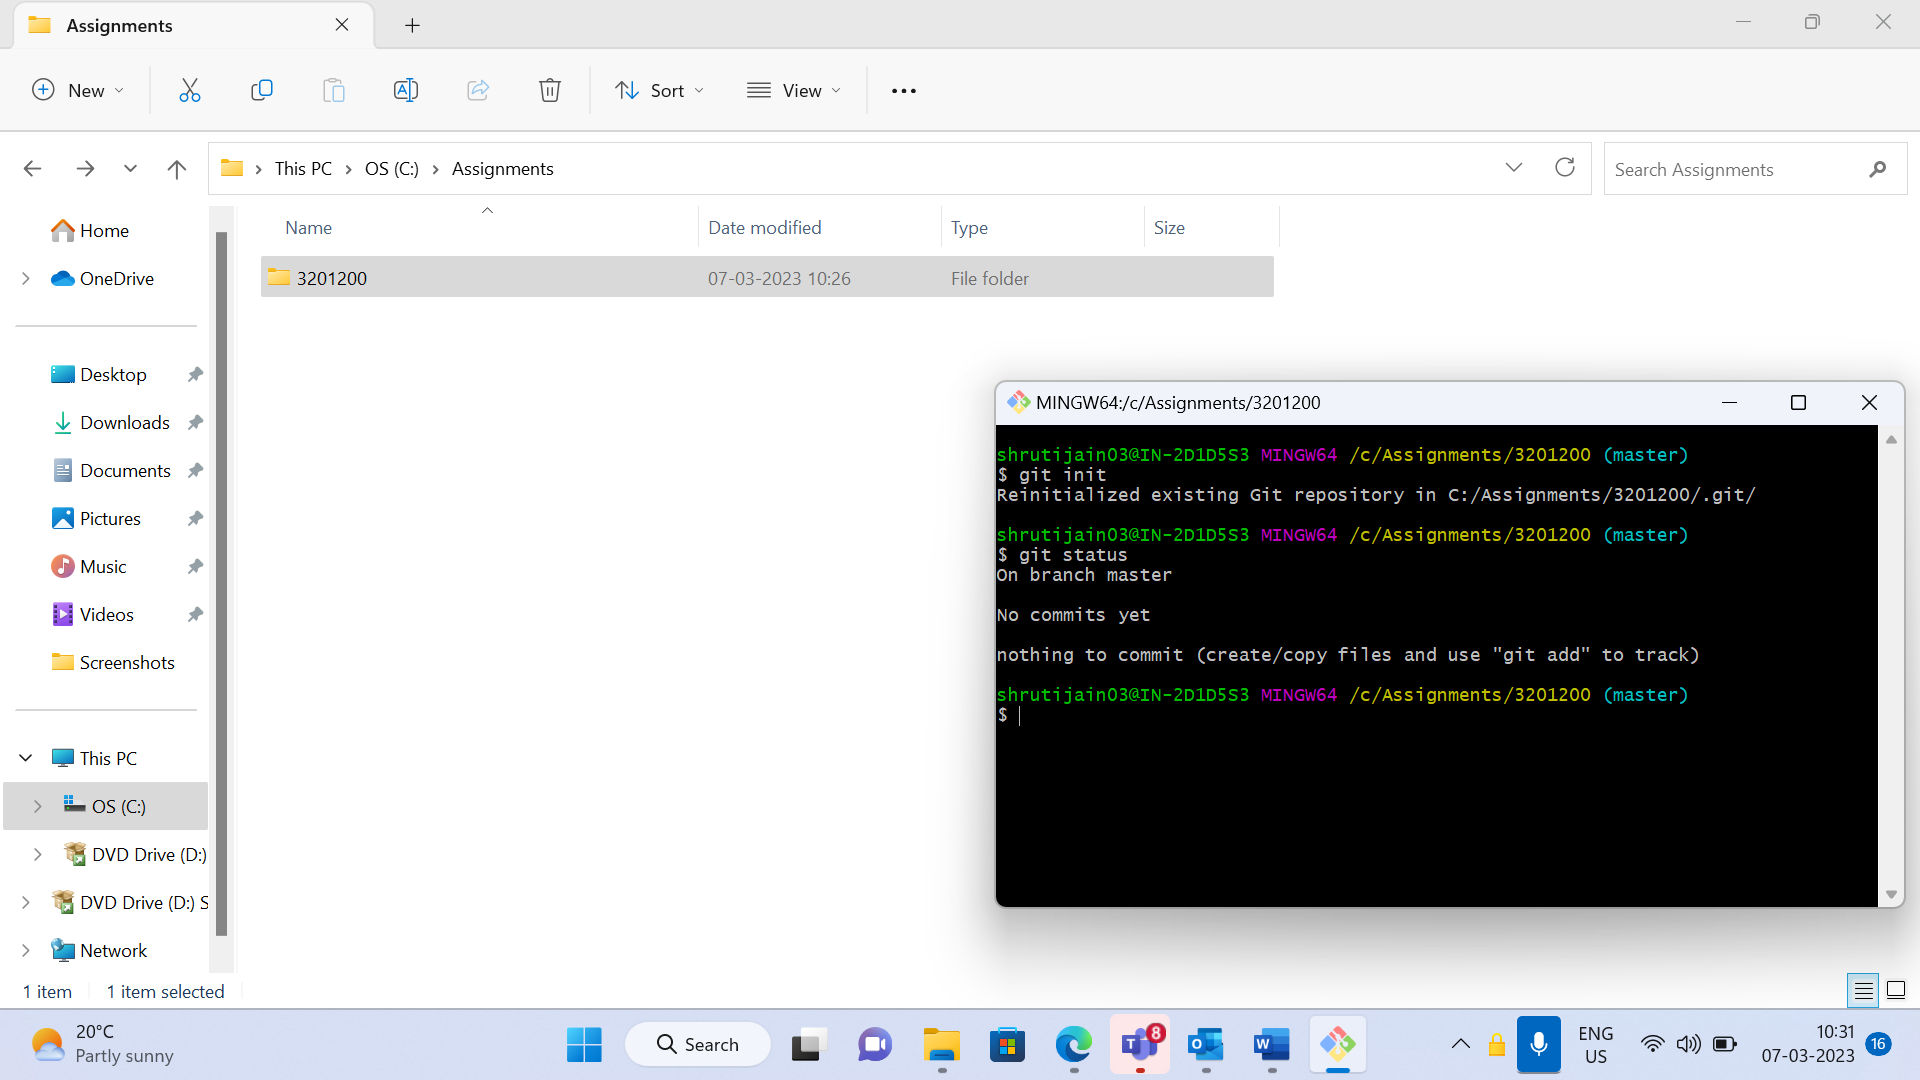 Assignments
New
Sort
View
This PC
OS (C:)
Assignments
Search Assignments
Name
Date modified
Type
Size
3201200
07-03-2023 10:26
File folder
Home
OneDrive
Desktop
Downloads
Documents
Pictures
Music
Videos
Screenshots
This PC
OS (C:)
DVD Drive (D:)
DVD Drive (D:) S
Network
1 item
1 item selected
MINGW64:/c/Assignments/3201200
shrutijain03@IN-2D1D5S3 MINGW64 /c/Assignments/3201200 (master)
$ git init
Reinitialized existing Git repository in C:/Assignments/3201200/.git/
shrutijain03@IN-2D1D5S3 MINGW64 /c/Assignments/3201200 (master)
$ git status
On branch master
No commits yet
nothing to commit (create/copy files and use "git add" to track)
shrutijain03@IN-2D1D5S3 MINGW64 /c/Assignments/3201200 (master)
$
20°C
Partly sunny
Search
T
8
O
W
ENG
US
10:31
07-03-2023
16